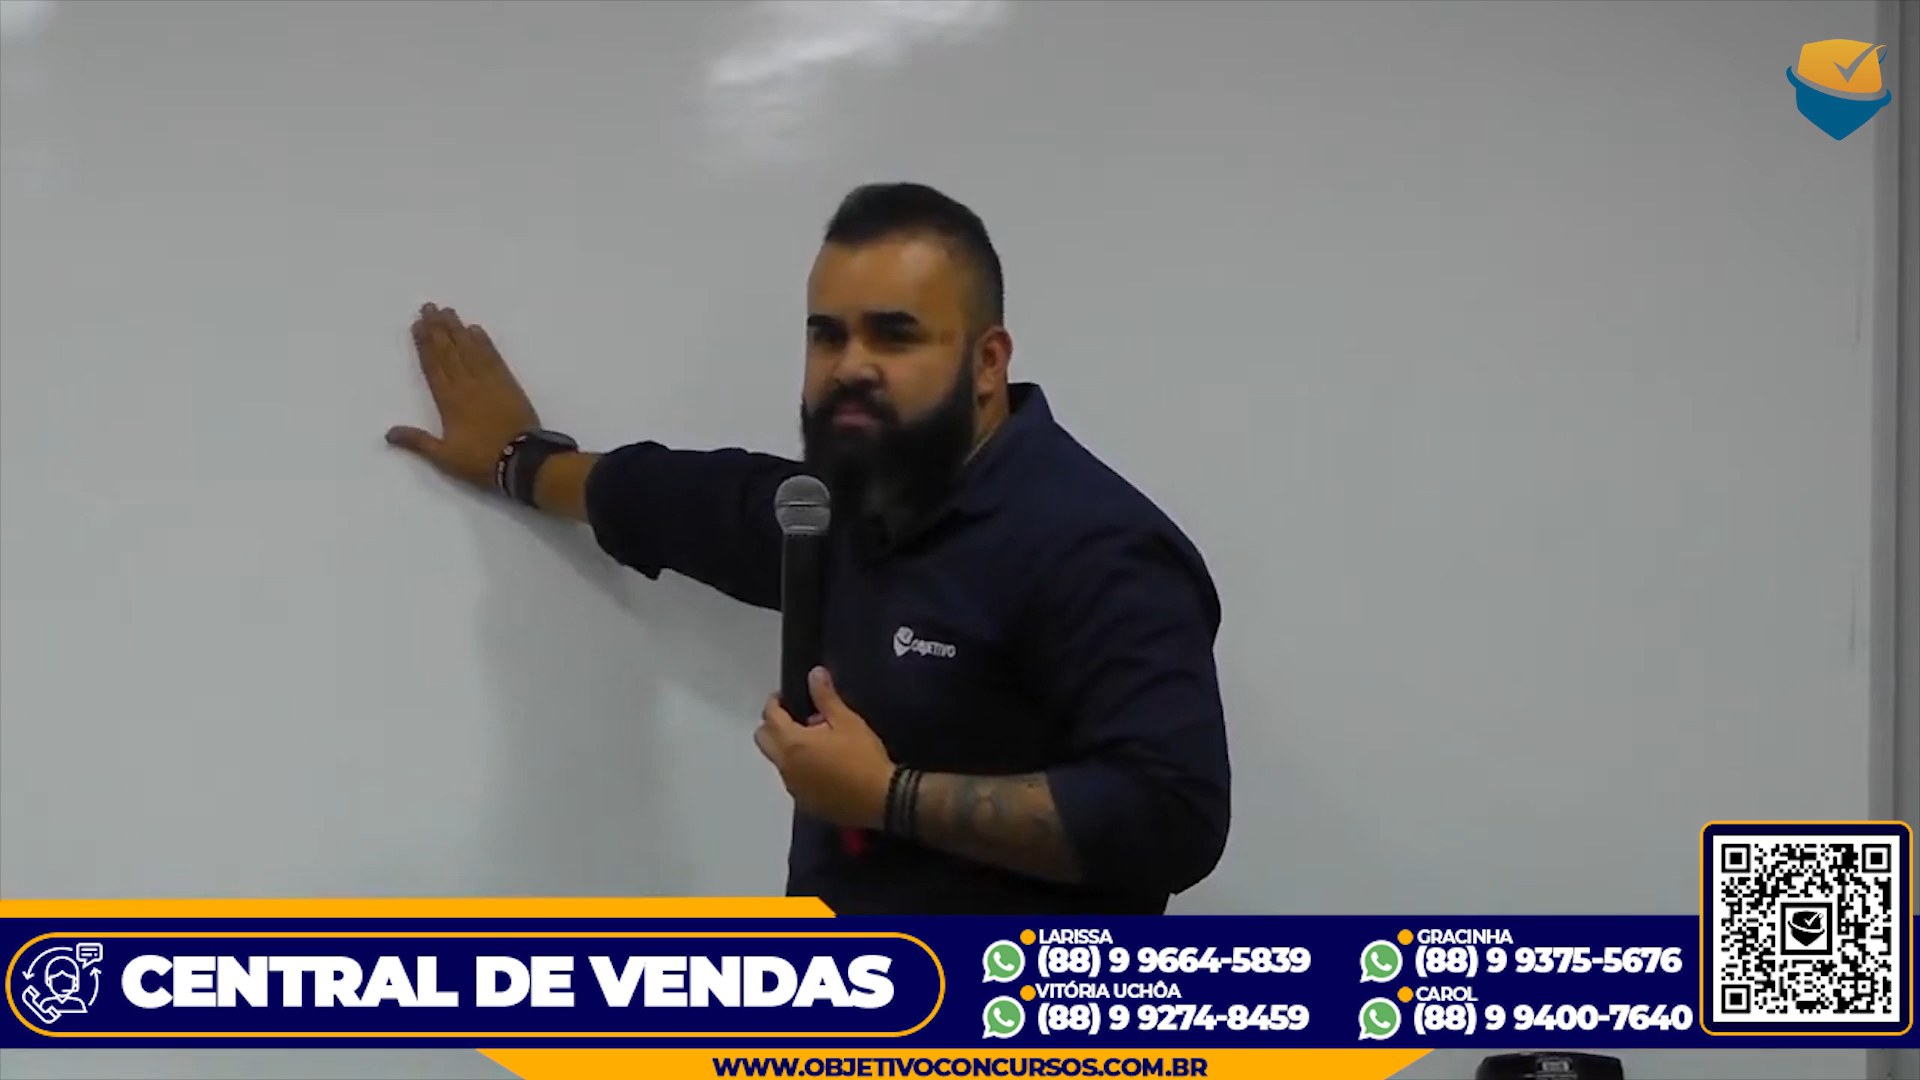 OBJETIVO
CENTRAL DE VENDAS
LARISSA
(88) 9 9664-5839
VITÓRIA UCHÔA
(88) 9 9274-8459
GRACINHA
(88) 9 9375-5676
CAROL
(88) 9 9400-7640
WWW.OBJETIVOCONCURSOS.COM.BR